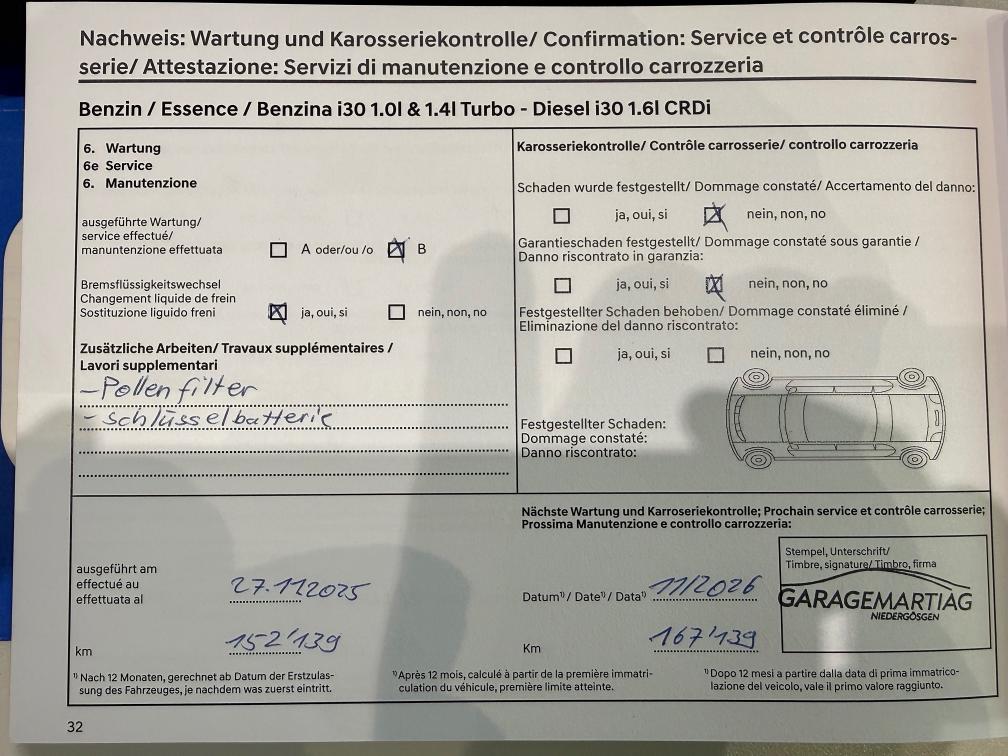 Nachweis: Wartung und Karosseriekontrolle/ Confirmation: Service et contrôle carros-
serie/ Attestazione: Servizi di manutenzione e controllo carrozzeria
Benzin / Essence / Benzina i30 1.0l & 1.4l Turbo - Diesel i30 1.6l CRDi
6. Wartung
6e Service
6. Manutenzione
ausgeführte Wartung/
service effectué/
manuntenzione effettuata
A oder/ou /o
B
Bremsflüssigkeitswechsel
Changement liquide de frein
Sostituzione liguido freni
ja, oui, si
nein, non, no
Zusätzliche Arbeiten/ Travaux supplémentaires /
Lavori supplementari
- Pollenfilter
- Schlüsselbatterie
Karosseriekontrolle/ Contrôle carrosserie/ controllo carrozzeria
Schaden wurde festgestellt/ Dommage constaté/ Accertamento del danno:
ja, oui, si
nein, non, no
Garantieschaden festgestellt/ Dommage constaté sous garantie /
Danno riscontrato in garanzia:
ja, oui, si
nein, non, no
Festgestellter Schaden behoben/ Dommage constaté éliminé /
Eliminazione del danno riscontrato:
ja, oui, si
nein, non, no
Festgestellter Schaden:
Dommage constaté:
Danno riscontrato:
ausgeführt am
effectué au
effettuata al
27.11.2025
km
152'139
Nächste Wartung und Karroseriekontrolle; Prochain service et contrôle carrosserie;
Prossima Manutenzione e controllo carrozzeria:
Datum¹⁾ / Date¹⁾ / Data¹⁾
11/2026
Km
167'139
Stempel, Unterschrift/
Timbre, signature/ Timbro, firma
GARAGEMARTIAG
NIEDERGÖSGEN
¹⁾ Nach 12 Monaten, gerechnet ab Datum der Erstzulas-
sung des Fahrzeuges, je nachdem was zuerst eintritt.
¹⁾ Après 12 mois, calculé à partir de la première immatri-
culation du véhicule, première limite atteinte.
¹⁾ Dopo 12 mesi a partire dalla data di prima immatrico-
lazione del veicolo, vale il primo valore raggiunto.
32